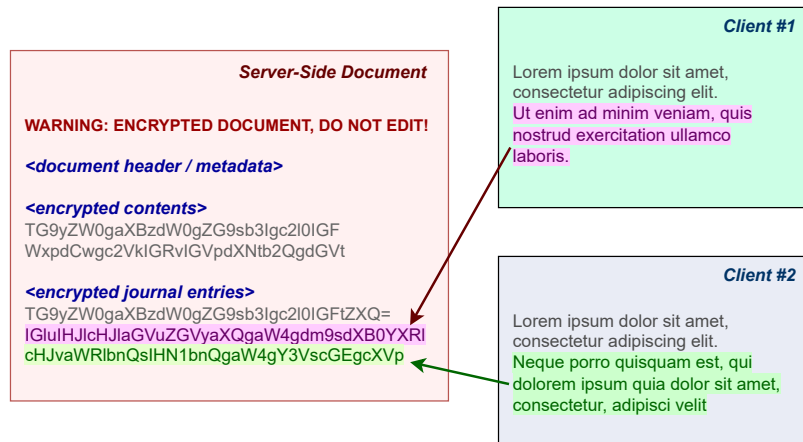 Server-Side Document
WARNING: ENCRYPTED DOCUMENT, DO NOT EDIT!
<document header / metadata>
<encrypted contents>
TG9yZW0gaXBzdW0gZG9sb3Igc2l0IGF
WxpdCwgc2VkIGRvIGVpdXNtb2QgdGVt
<encrypted journal entries>
TG9yZW0gaXBzdW0gZG9sb3Igc2l0IGFtZXQ=
IGluIHJlcHJlaGVuZGVyaXQgaW4gdm9sdXB0YXRl
cHJvaWRlbnQsIHN1bnQgaW4gY3VscGEgcXVp
Client #1
Lorem ipsum dolor sit amet,
consectetur adipiscing elit.
Ut enim ad minim veniam, quis
nostrud exercitation ullamco
laboris.
Client #2
Lorem ipsum dolor sit amet,
consectetur adipiscing elit.
Neque porro quisquam est, qui
dolorem ipsum quia dolor sit amet,
consectetur, adipisci velit